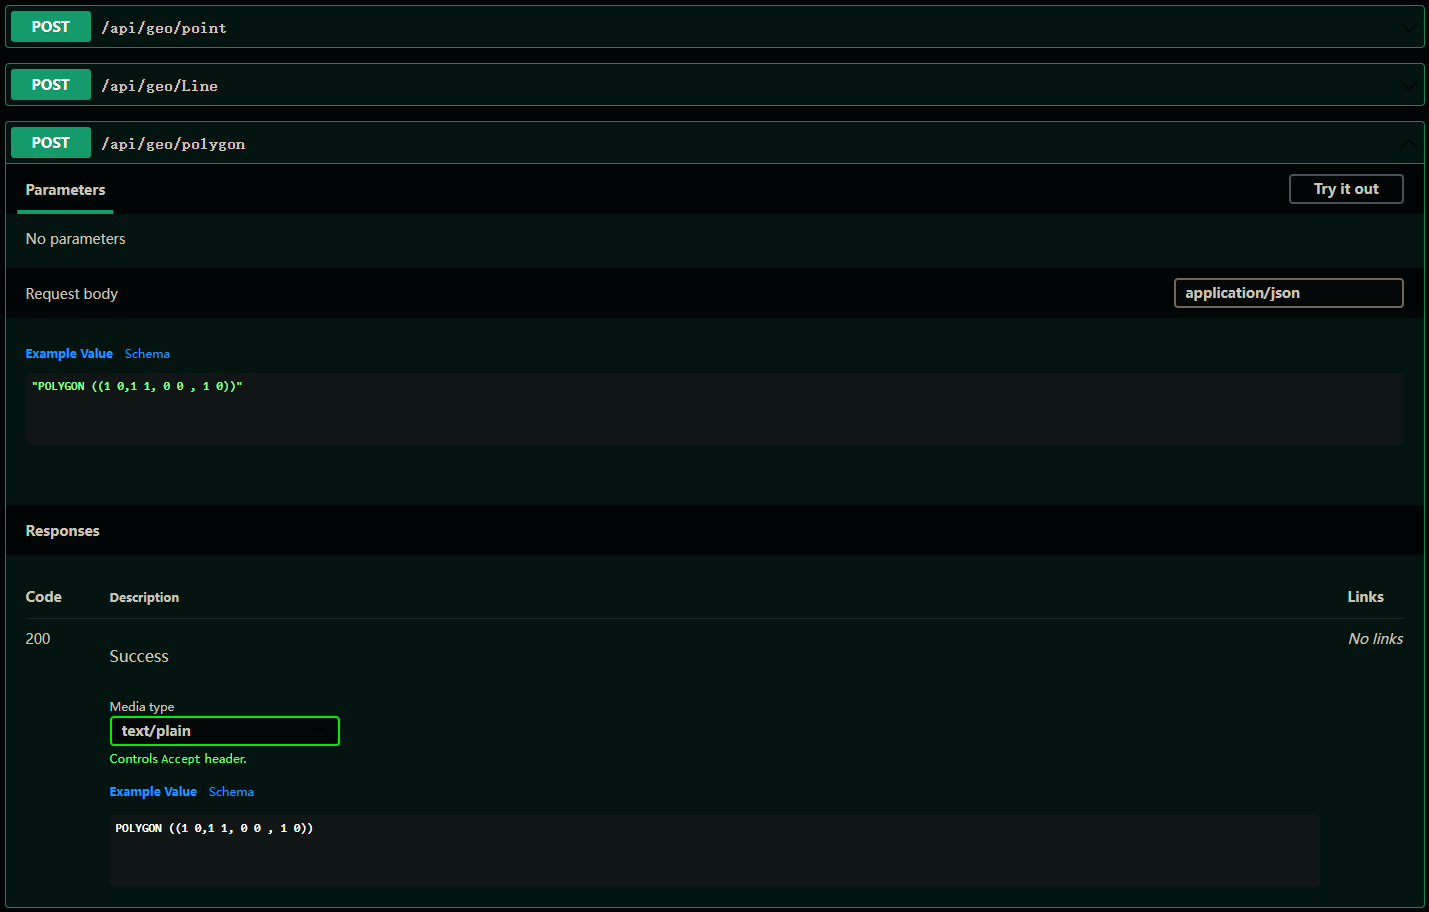 POST /api/geo/point
POST /api/geo/Line
POST /api/geo/polygon
Parameters Try it out
No parameters
Request body application/json
Example Value Schema
"POLYGON ((1 0,1 1, 0 0 , 1 0))"
Responses
Code Description Links
200 No links
Success
Media type
text/plain
Controls Accept header.
Example Value Schema
POLYGON ((1 0,1 1, 0 0 , 1 0))